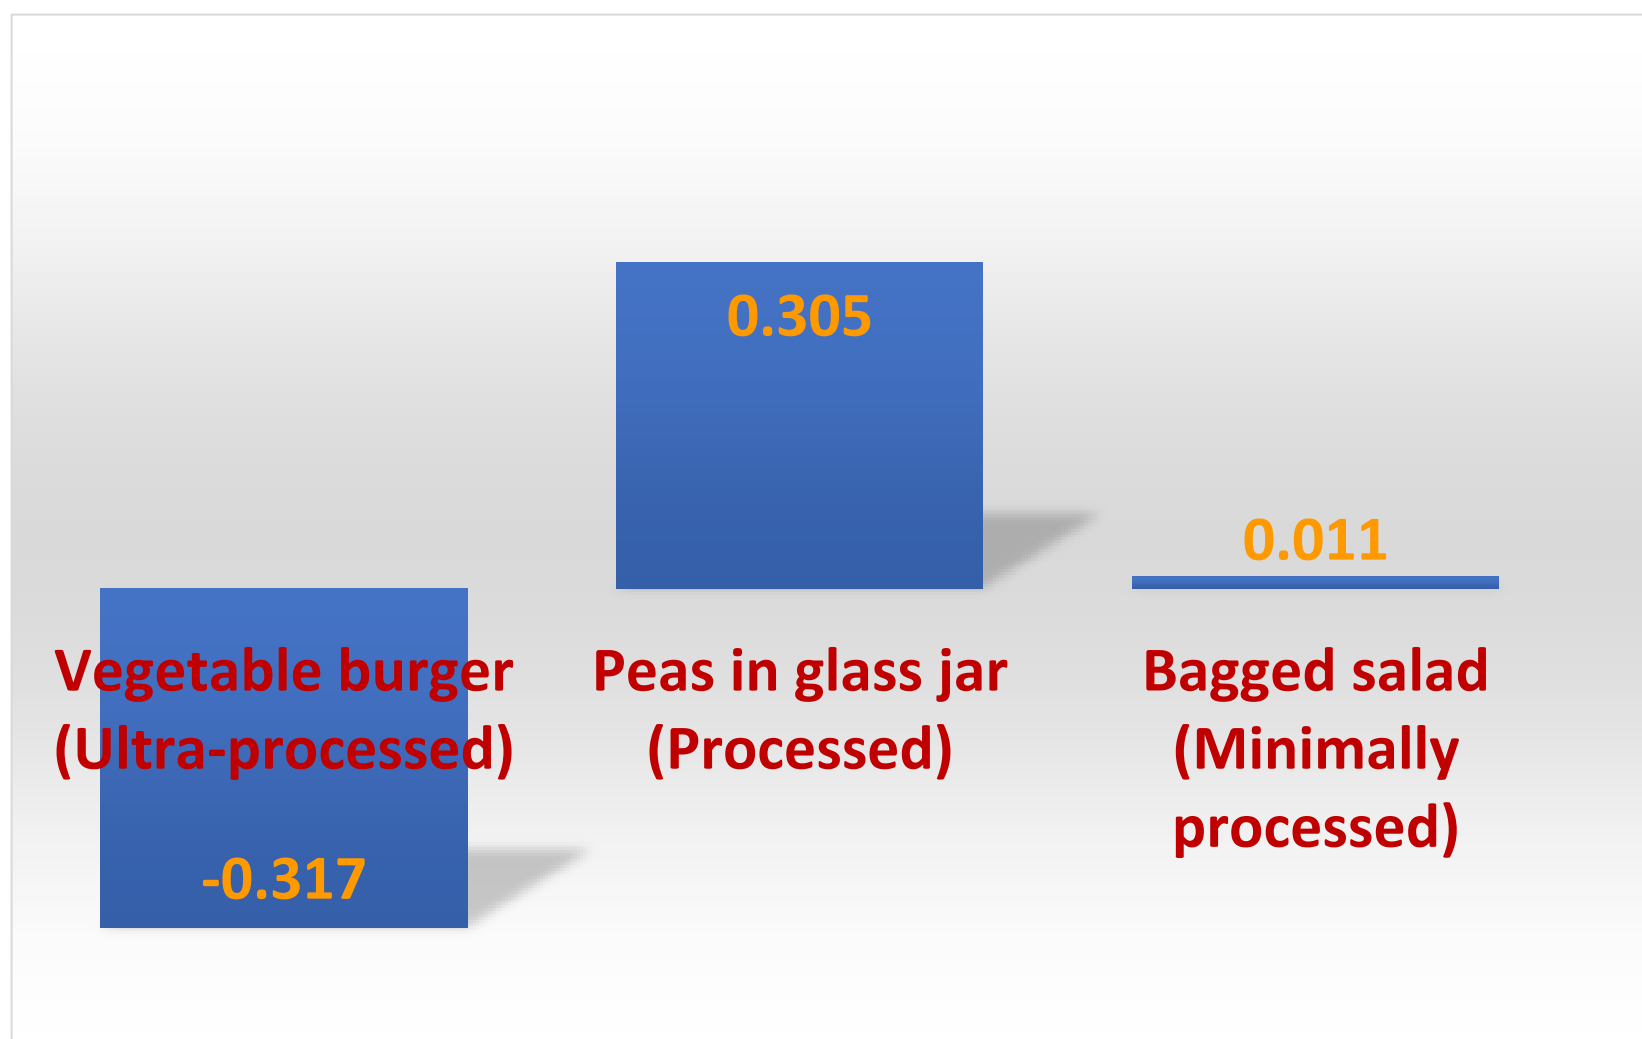 0.305
0.011
Vegetable burger
(Ultra-processed)
-0.317
Peas in glass jar
(Processed)
Bagged salad
(Minimally
processed)